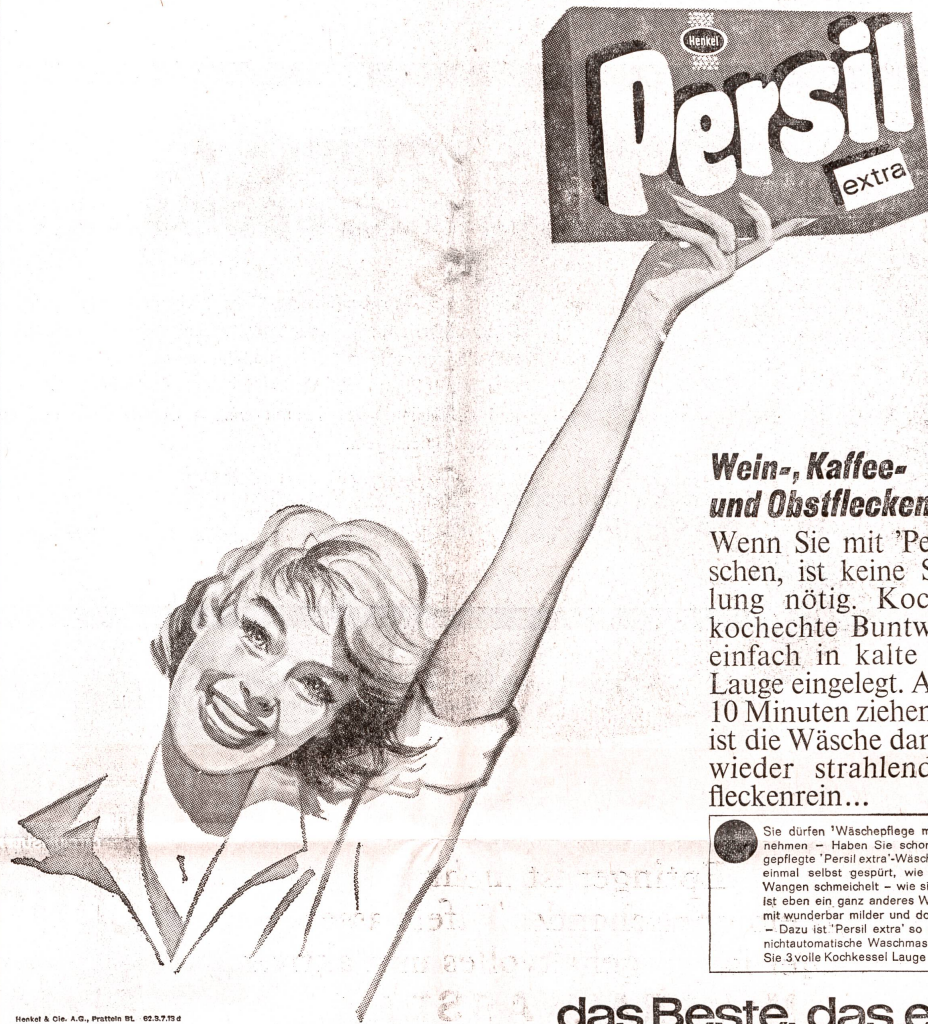 Henkel
Persil
extra
Wein-, Kaffee-
und Obstflecken
Wenn Sie mit 'Pe
schen, ist keine S
lung nötig. Koc
kochechte Buntw
einfach in kalte
Lauge eingelegt. A
10 Minuten ziehen
ist die Wäsche dan
wieder strahlend
fleckenrein...
Sie dürfen 'Wäschepflege m
nehmen – Haben Sie schon
gepflegte 'Persil extra'-Wäsch
einmal selbst gespürt, wie
Wangen schmeichelt – wie si
ist eben ein ganz anderes W
mit wunderbar milder und do
– Dazu ist 'Persil extra' so
nichtautomatische Waschmas
Sie 3 volle Kochkessel Lauge
das Beste, das e
Henkel & Cie. A.G., Pratteln BL 62.3.7.13 d